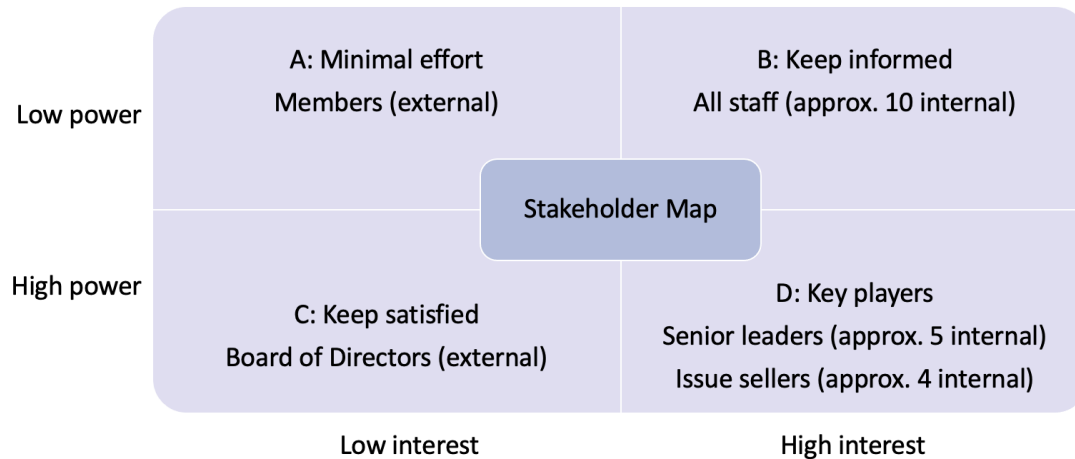 A: Minimal effort
Members (external)
B: Keep informed
All staff (approx. 10 internal)
Low power
Stakeholder Map
High power
C: Keep satisfied
Board of Directors (external)
D: Key players
Senior leaders (approx. 5 internal)
Issue sellers (approx. 4 internal)
Low interest
High interest